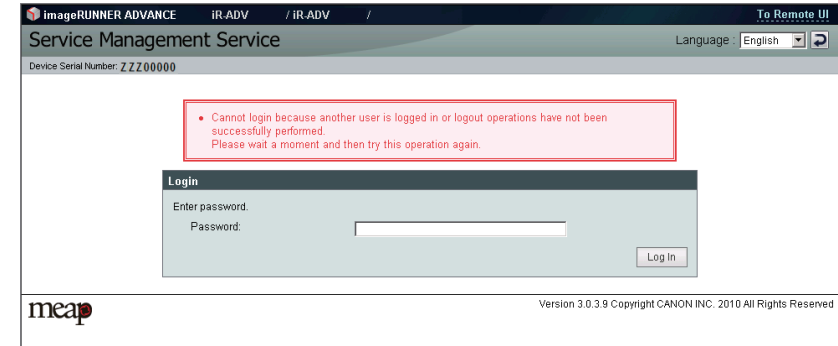 imageRUNNER ADVANCE iR-ADV / iR-ADV / To Remote UI
Service Management Service Language : English
Device Serial Number: ZZZ00000
• Cannot login because another user is logged in or logout operations have not been
successfully performed.
Please wait a moment and then try this operation again.
Login
Enter password.
Password:
Log In
meap Version 3.0.3.9 Copyright CANON INC. 2010 All Rights Reserved